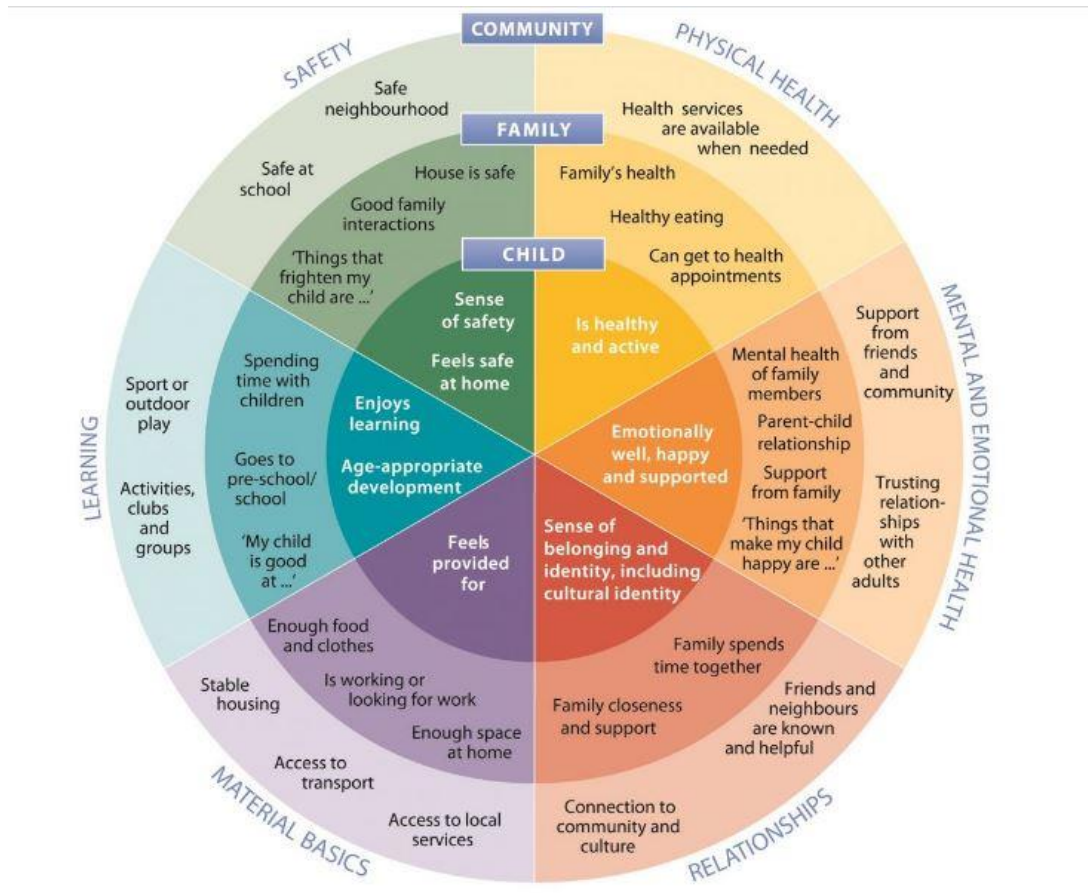 COMMUNITY
FAMILY
CHILD
SAFETY
Safe
neighbourhood
Safe at
school
House is safe
Good family
interactions
'Things that
frighten my
child are ...'
Sense
of safety
Feels safe
at home
PHYSICAL HEALTH
Health services
are available
when needed
Family's health
Healthy eating
Can get to health
appointments
Is healthy
and active
MENTAL AND EMOTIONAL HEALTH
Support
from
friends
and
community
Trusting
relation-
ships
with
other
adults
Mental health
of family
members
Parent-child
relationship
Support
from family
'Things that
make my child
happy are ...'
Emotionally
well, happy
and supported
RELATIONSHIPS
Friends and
neighbours
are known
and helpful
Connection to
community and
culture
Family spends
time together
Family closeness
and support
Sense of
belonging and
identity, including
cultural identity
MATERIAL BASICS
Stable
housing
Access to
transport
Access to local
services
Enough food
and clothes
Is working or
looking for work
Enough space
at home
Feels
provided
for
LEARNING
Sport or
outdoor
play
Activities,
clubs
and
groups
Spending
time with
children
Goes to
pre-school/
school
'My child
is good
at ...'
Enjoys
learning
Age-appropriate
development